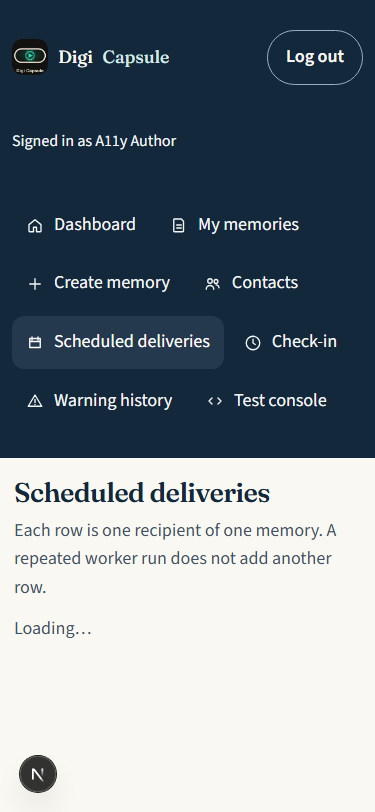 Digi Capsule
Digi Capsule
Log out
Signed in as A11y Author
Dashboard
My memories
Create memory
Contacts
Scheduled deliveries
Check-in
Warning history
Test console
Scheduled deliveries
Each row is one recipient of one memory. A
repeated worker run does not add another
row.
Loading…
N